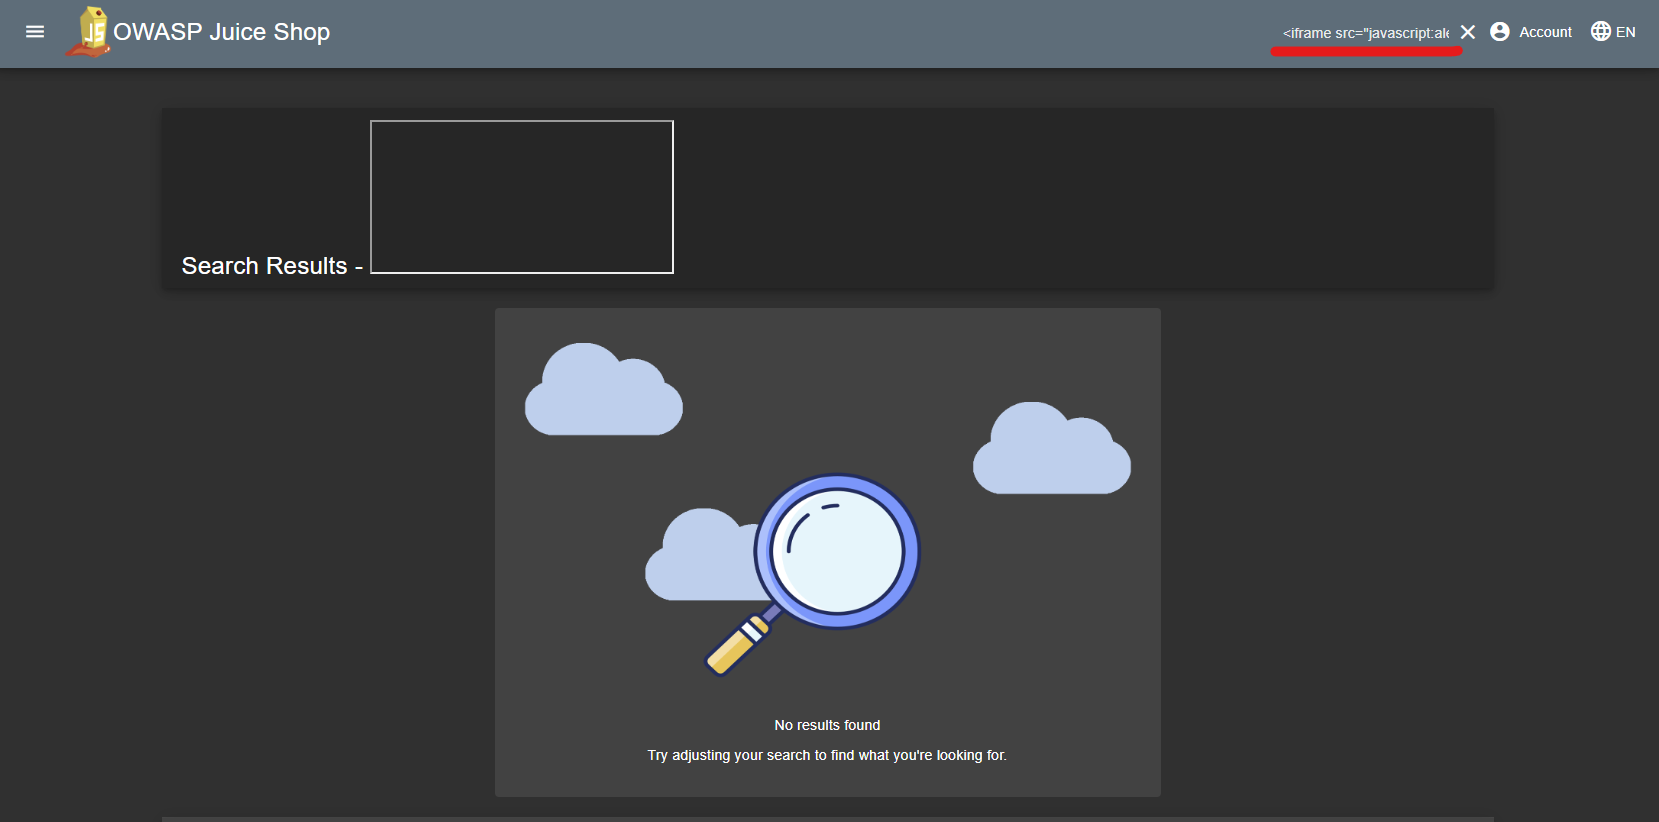 OWASP Juice Shop
<iframe src="javascript:ale
Account
EN
Search Results -
No results found
Try adjusting your search to find what you're looking for.